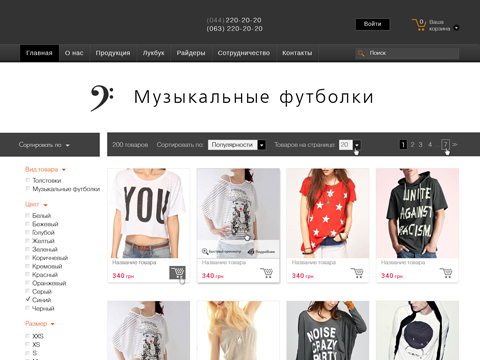 (044) 220-20-20
(063) 220-20-20
Войти
0
Ваша
корзина
Главная О нас Продукция Лукбук Райдеры Сотрудничество Контакты
Поиск
Музыкальные футболки
Сортировать по
200 товаров Сортировать по: Популярности Товаров на странице: 20 1 2 3 4 ... 7 >>
Вид товара
Толстовки
Музыкальные футболки
Цвет
Белый
Бежевый
Голубой
Желтый
Зеленый
Коричневый
Кремовый
Красный
Оранжевый
Серый
Синий
Черный
Размер
XXS
XS
S
YOU
Быстрый просмотр Подробнее
UNITE
AGAINST
RACISM.
Название товара Название товара Название товара Название товара
340 грн. 340 грн. 340 грн. 340 грн.
NOISE
CRAZY
PARTY